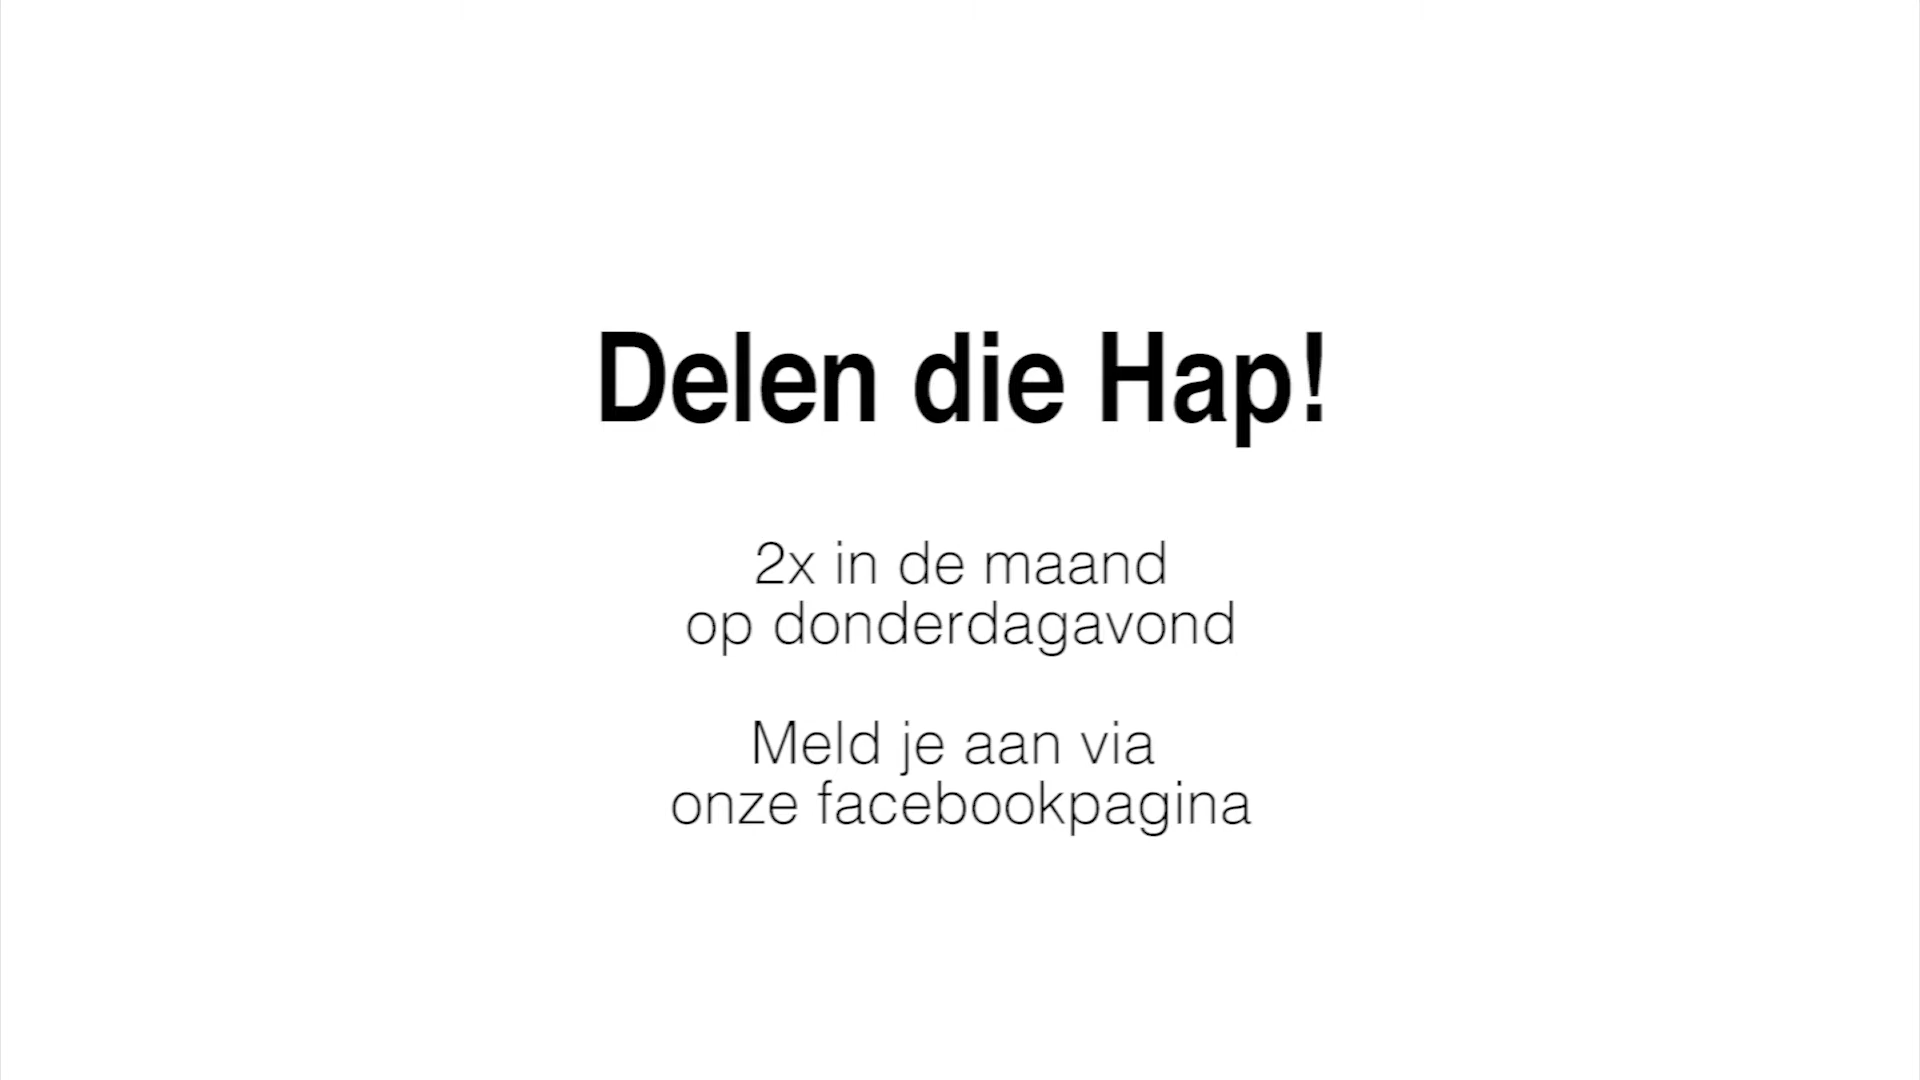 Delen die Hap!
2x in de maand
op donderdagavond
Meld je aan via
onze facebookpagina